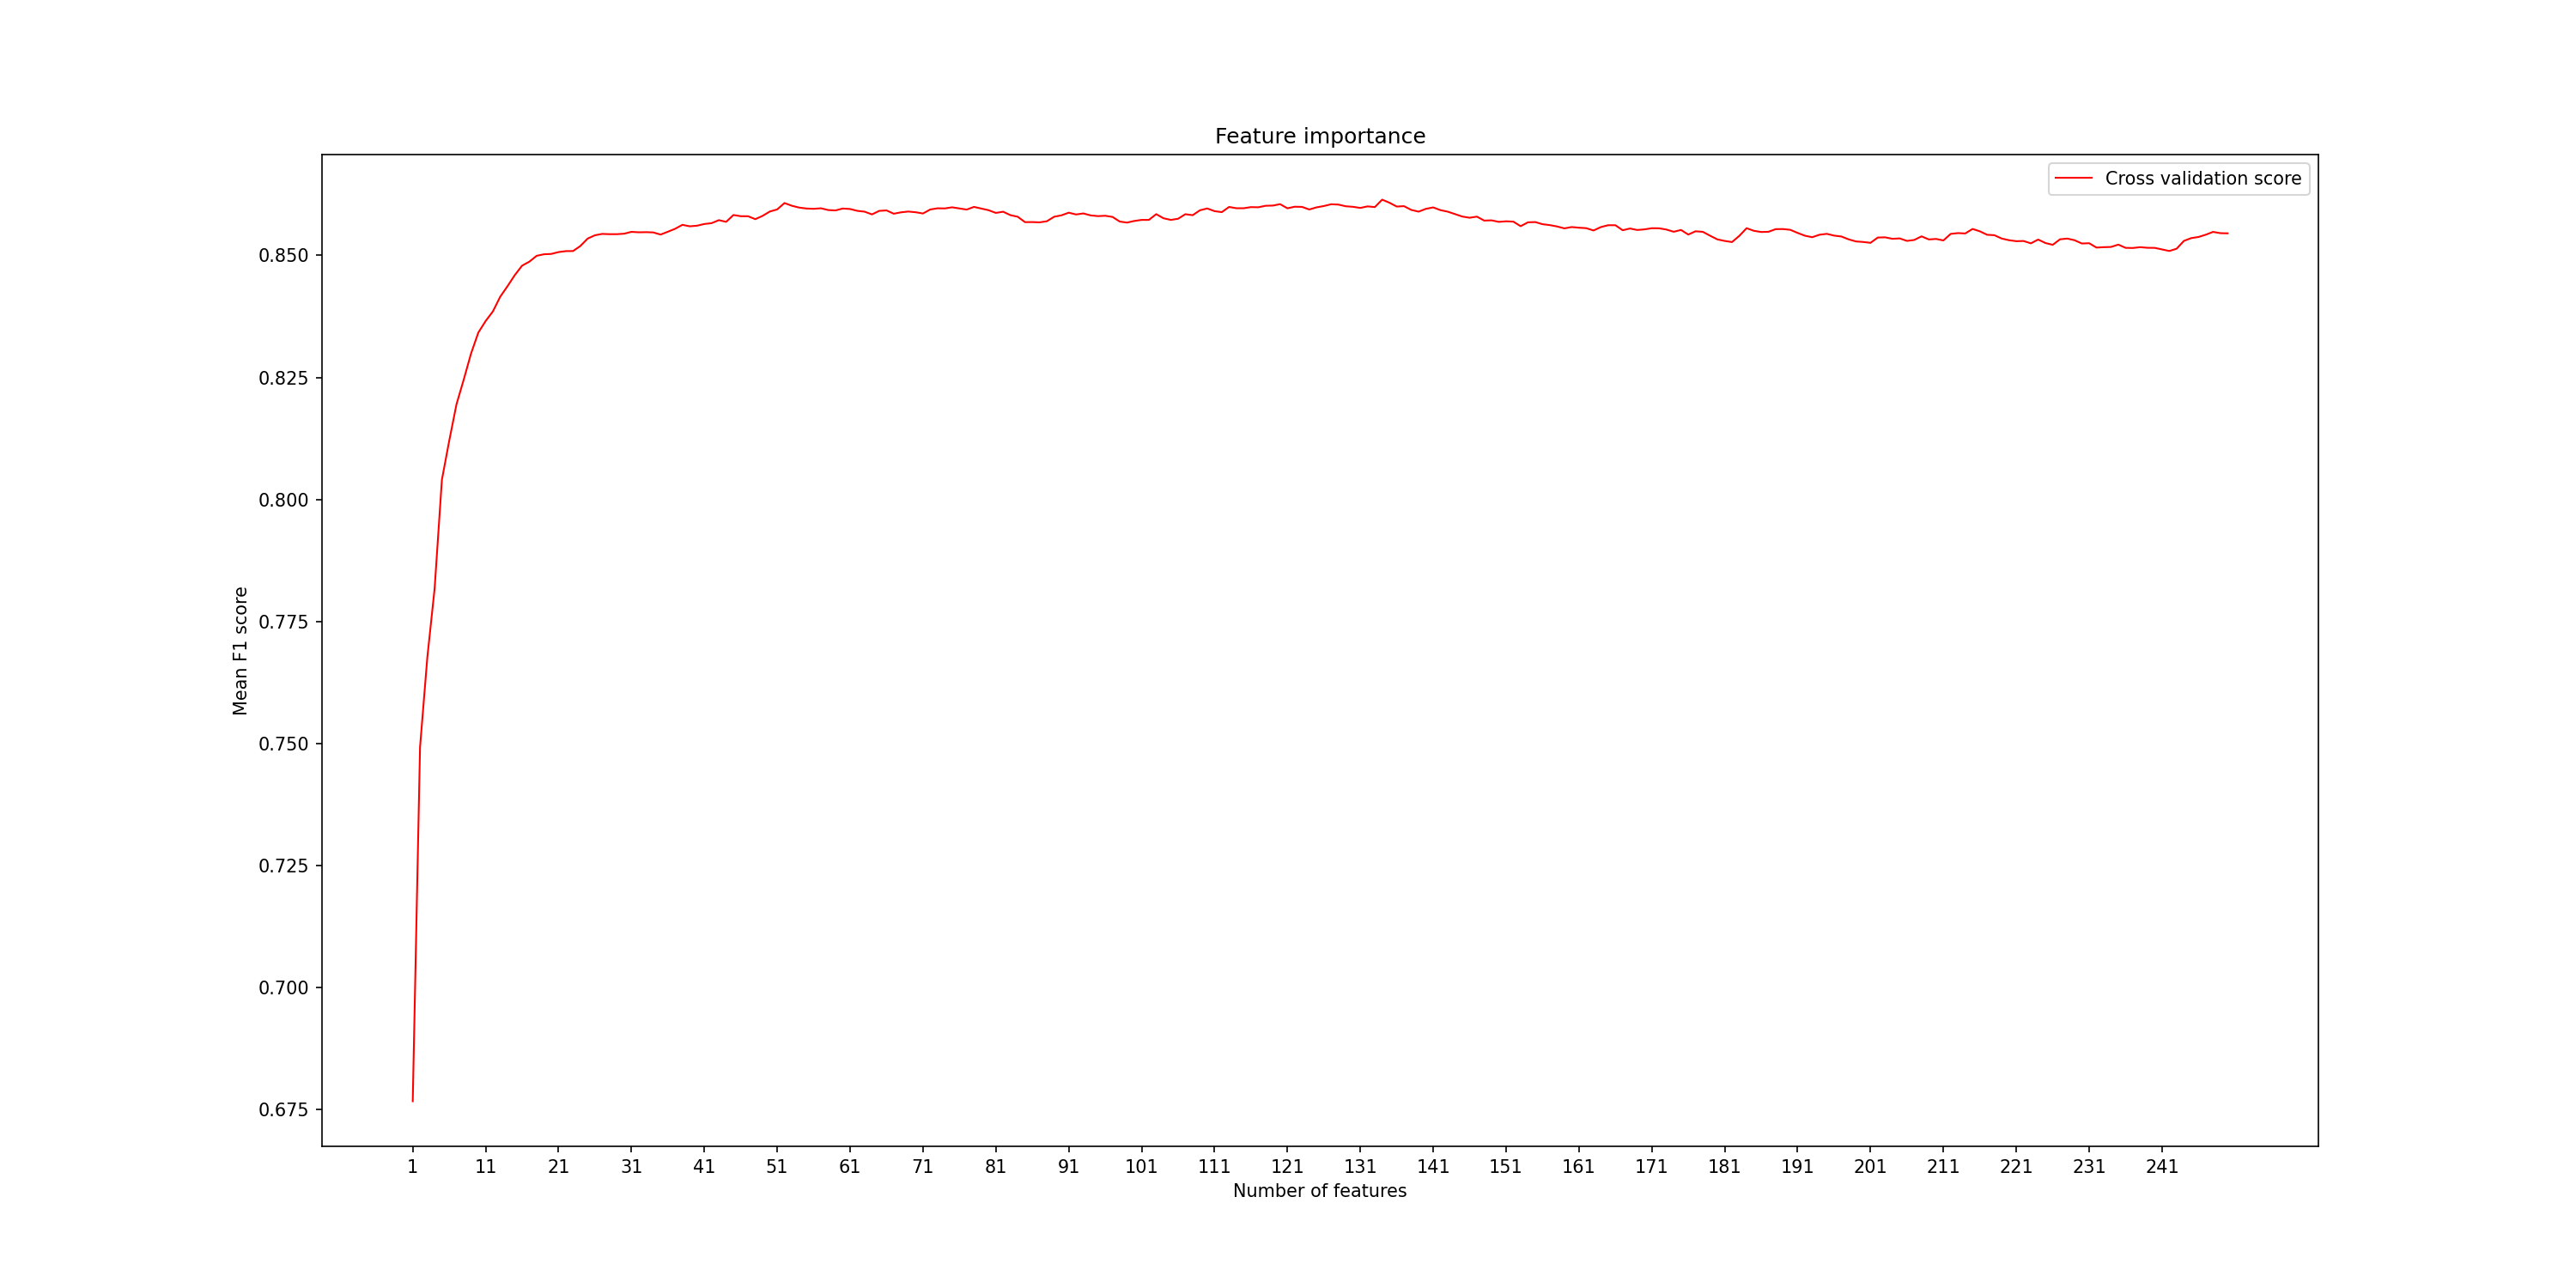 Feature importance
Cross validation score
0.850
0.825
0.800
0.775
0.750
0.725
0.700
0.675
Mean F1 score
1 11 21 31 41 51 61 71 81 91 101 111 121 131 141 151 161 171 181 191 201 211 221 231 241
Number of features